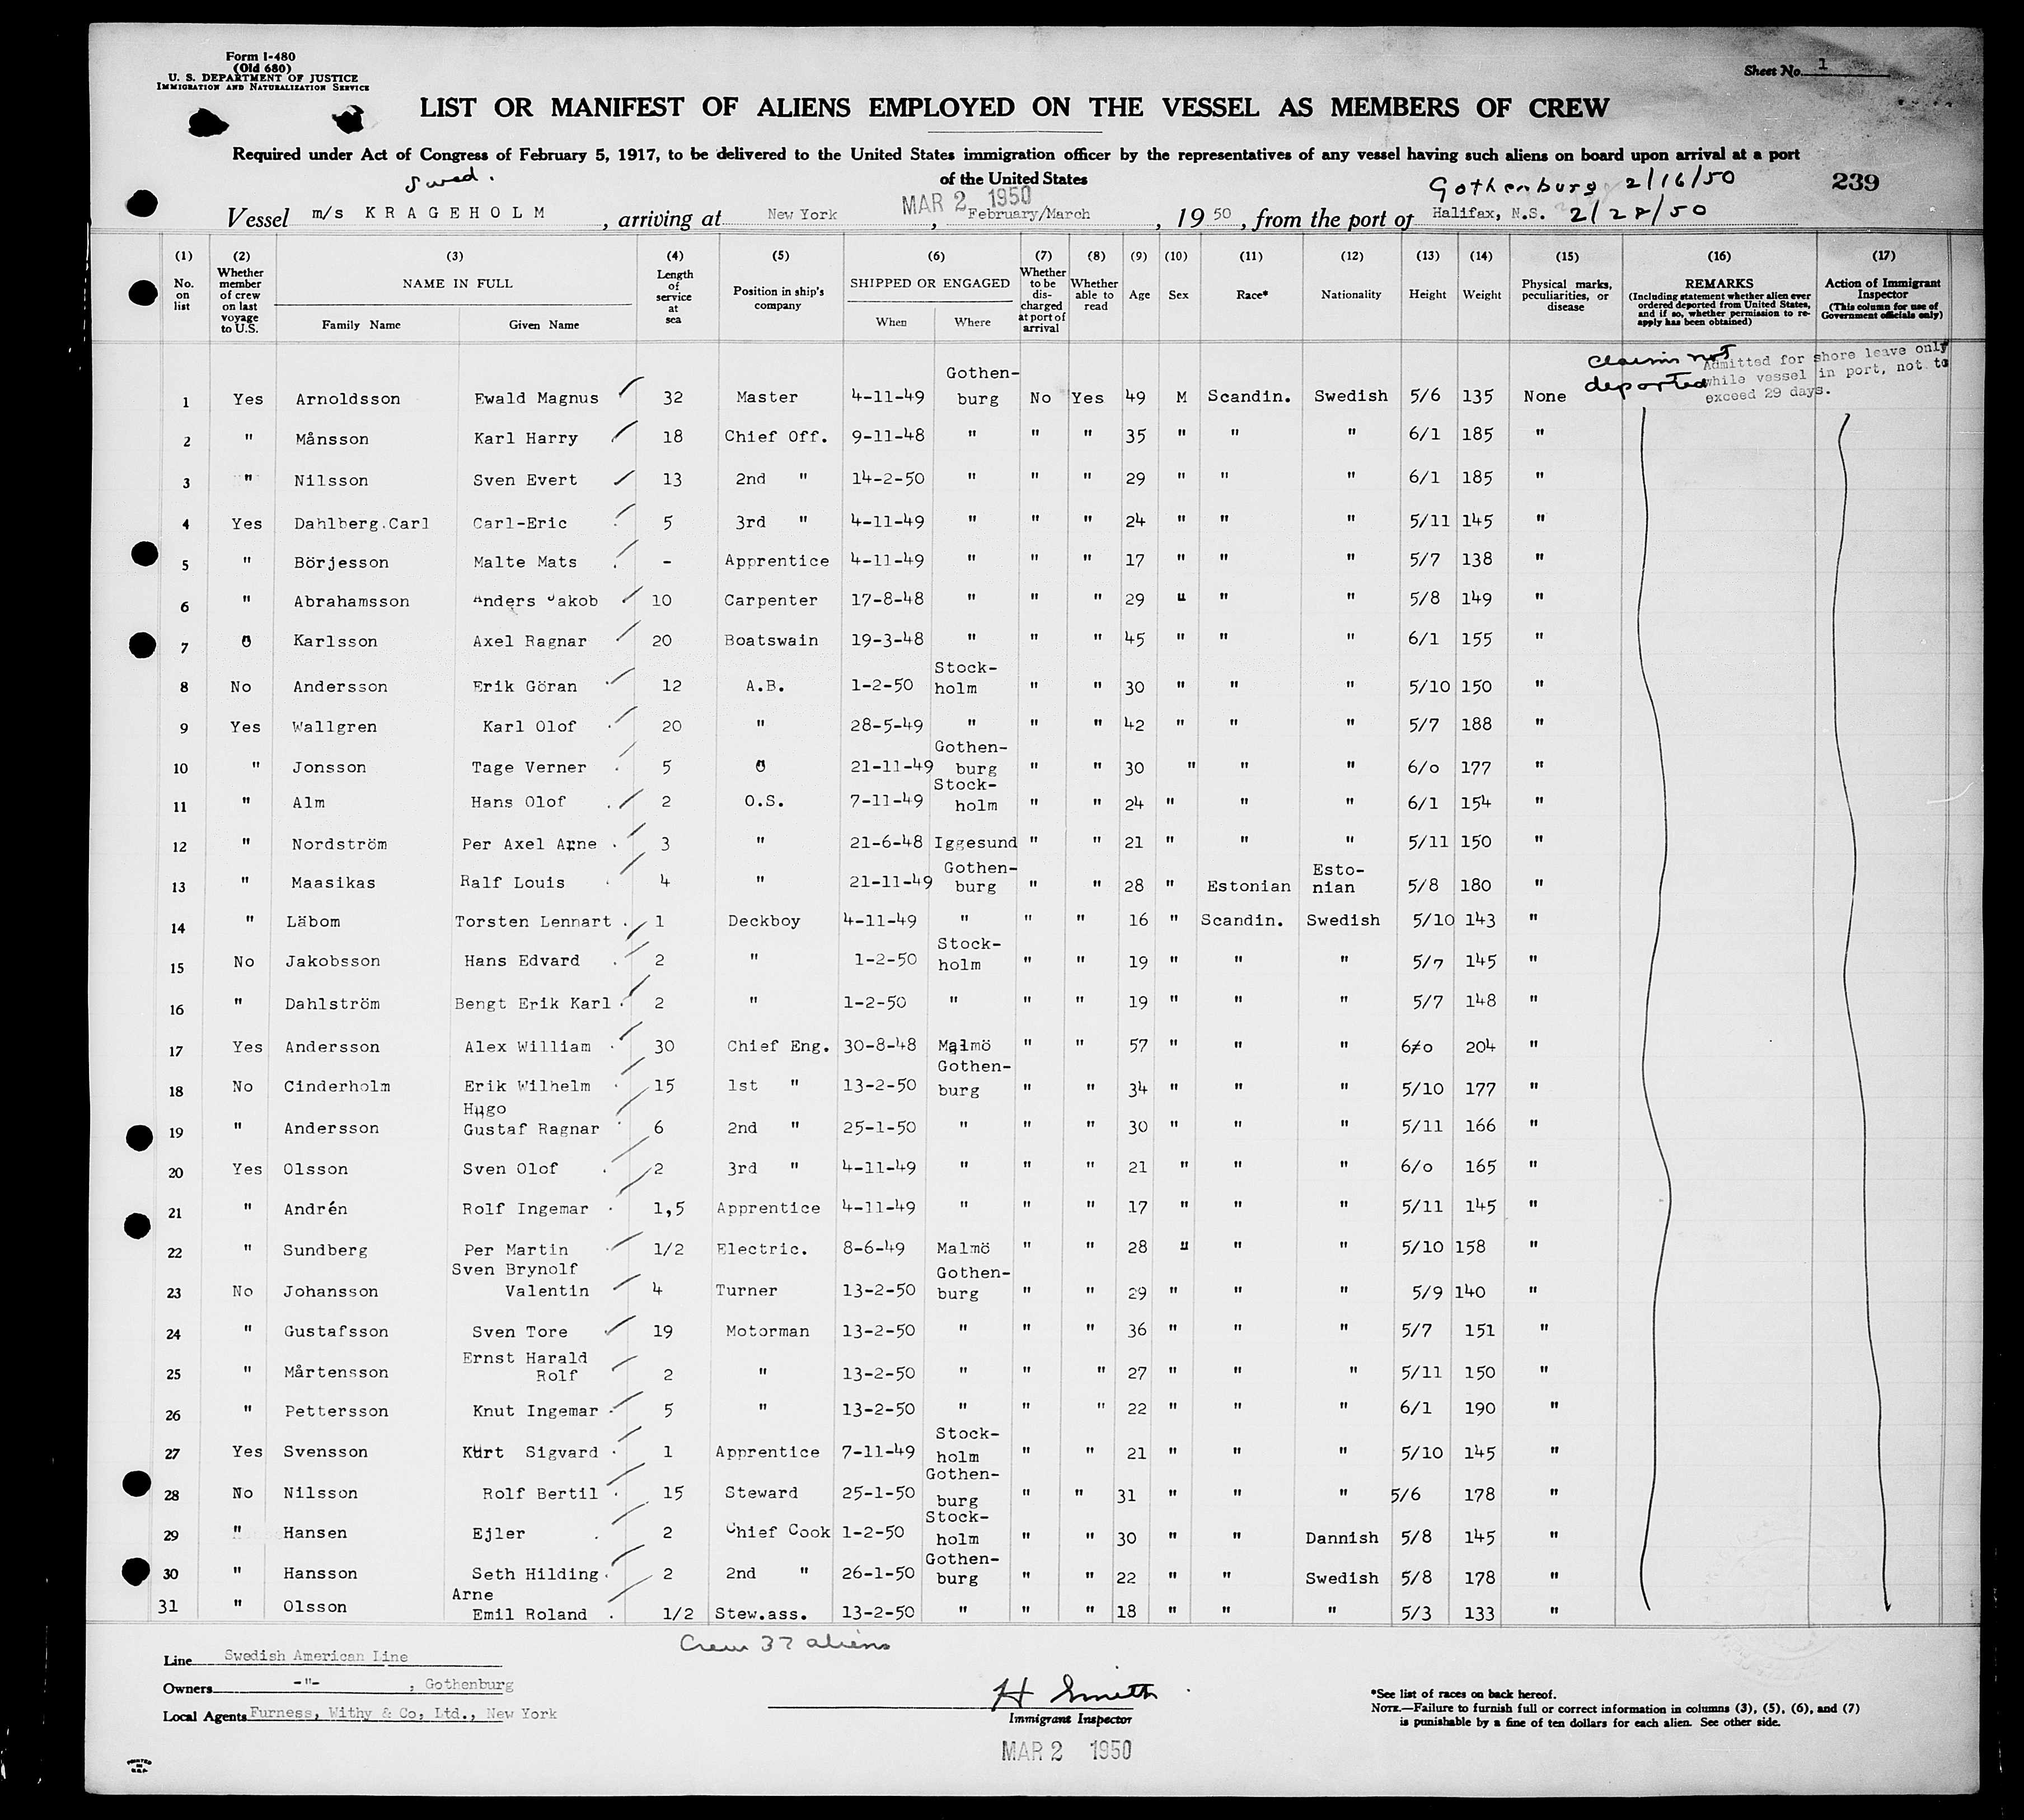 Form I-480
(Old 680)
U. S. DEPARTMENT OF JUSTICE
IMMIGRATION AND NATURALIZATION SERVICE
Sheet No. 1
LIST OR MANIFEST OF ALIENS EMPLOYED ON THE VESSEL AS MEMBERS OF CREW
Required under Act of Congress of February 5, 1917, to be delivered to the United States immigration officer by the representatives of any vessel having such aliens on board upon arrival at a port
of the United States
Swed.
MAR 2 1950
Gothenburg 2/16/50
239
Vessel m/s KRAGEHOLM, arriving at New York, February/March, 1950, from the port of Halifax, N.S. 2/28/50
(1) (2) (3) (4) (5) (6) (7) (8) (9) (10) (11) (12) (13) (14) (15) (16) (17)
No. on list
Whether member of crew on last voyage to U.S.
NAME IN FULL
Family Name
Given Name
Length of service at sea
Position in ship's company
SHIPPED OR ENGAGED
When
Where
Whether to be discharged at port of arrival
Whether able to read
Age
Sex
Race*
Nationality
Height
Weight
Physical marks, peculiarities, or disease
REMARKS
(Including statement whether alien ever ordered deported from United States, and if so, whether permission to re-apply has been obtained)
Action of Immigrant Inspector
(This column for use of Government officials only)
Claims not deported
Admitted for shore leave only
while vessel in port, not to
exceed 29 days.
1 Yes Arnoldsson Ewald Magnus 32 Master 4-11-49 Gothen-burg No Yes 49 M Scandin. Swedish 5/6 135 None
2 " Månsson Karl Harry 18 Chief Off. 9-11-48 " " " 35 " " " 6/1 185 "
3 " Nilsson Sven Evert 13 2nd " 14-2-50 " " " 29 " " " 6/1 185 "
4 Yes Dahlberg.Carl Carl-Eric 5 3rd " 4-11-49 " " " 24 " " " 5/11 145 "
5 " Börjesson Malte Mats - Apprentice 4-11-49 " " " 17 " " " 5/7 138 "
6 " Abrahamsson Anders Jakob 10 Carpenter 17-8-48 " " " 29 " " " 5/8 149 "
7 " Karlsson Axel Ragnar 20 Boatswain 19-3-48 " " " 45 " " " 6/1 155 "
8 No Andersson Erik Göran 12 A.B. 1-2-50 Stock-holm " " 30 " " " 5/10 150 "
9 Yes Wallgren Karl Olof 20 " 28-5-49 " " " 42 " " " 5/7 188 "
10 " Jonsson Tage Verner 5 " 21-11-49 Gothen-burg " " 30 " " " 6/0 177 "
11 " Alm Hans Olof 2 O.S. 7-11-49 Stock-holm " " 24 " " " 6/1 154 "
12 " Nordström Per Axel Arne 3 " 21-6-48 Iggesund " " 21 " " " 5/11 150 "
13 " Maasikas Ralf Louis 4 " 21-11-49 Gothen-burg " " 28 " Estonian Esto-nian 5/8 180 "
14 " Läbom Torsten Lennart 1 Deckboy 4-11-49 " " " 16 " Scandin. Swedish 5/10 143 "
15 No Jakobsson Hans Edvard 2 " 1-2-50 Stock-holm " " 19 " " " 5/7 145 "
16 " Dahlström Bengt Erik Karl 2 " 1-2-50 " " " 19 " " " 5/7 148 "
17 Yes Andersson Alex William 30 Chief Eng. 30-8-48 Malmö " " 57 " " " 6/0 204 "
18 No Cinderholm Erik Wilhelm 15 1st " 13-2-50 Gothen-burg " " 34 " " " 5/10 177 "
19 " Andersson Hugo Gustaf Ragnar 6 2nd " 25-1-50 " " " 30 " " " 5/11 166 "
20 Yes Olsson Sven Olof 2 3rd " 4-11-49 " " " 21 " " " 6/0 165 "
21 " Andrén Rolf Ingemar 1,5 Apprentice 4-11-49 " " " 17 " " " 5/11 145 "
22 " Sundberg Per Martin 1/2 Electric. 8-6-49 Malmö " " 28 " " " 5/10 158 "
23 No Johansson Sven Brynolf Valentin 4 Turner 13-2-50 Gothen-burg " " 29 " " " 5/9 140 "
24 " Gustafsson Sven Tore 19 Motorman 13-2-50 " " " 36 " " " 5/7 151 "
25 " Mårtensson Ernst Harald Rolf 2 " 13-2-50 " " " 27 " " " 5/11 150 "
26 " Pettersson Knut Ingemar 5 " 13-2-50 " " " 22 " " " 6/1 190 "
27 Yes Svensson Kurt Sigvard 1 Apprentice 7-11-49 Stock-holm " " 21 " " " 5/10 145 "
28 No Nilsson Rolf Bertil 15 Steward 25-1-50 Gothen-burg " " 31 " " " 5/6 178 "
29 " Hansen Ejler 2 Chief Cook 1-2-50 Stock-holm " " 30 " " Dannish 5/8 145 "
30 " Hansson Seth Hilding 2 2nd " 26-1-50 Gothen-burg " " 22 " " Swedish 5/8 178 "
31 " Olsson Arne Emil Roland 1/2 Stew.ass. 13-2-50 " " " 18 " " " 5/3 133 "
Crew 37 aliens
Line Swedish American Line
Owners -"- , Gothenburg
Local Agents Furness, Withy & Co, Ltd., New York
H Smith
Immigrant Inspector
MAR 2 1950
*See list of races on back hereof.
NOTE.—Failure to furnish full or correct information in columns (3), (5), (6), and (7)
is punishable by a fine of ten dollars for each alien. See other side.
PRINTED IN U.S.A.